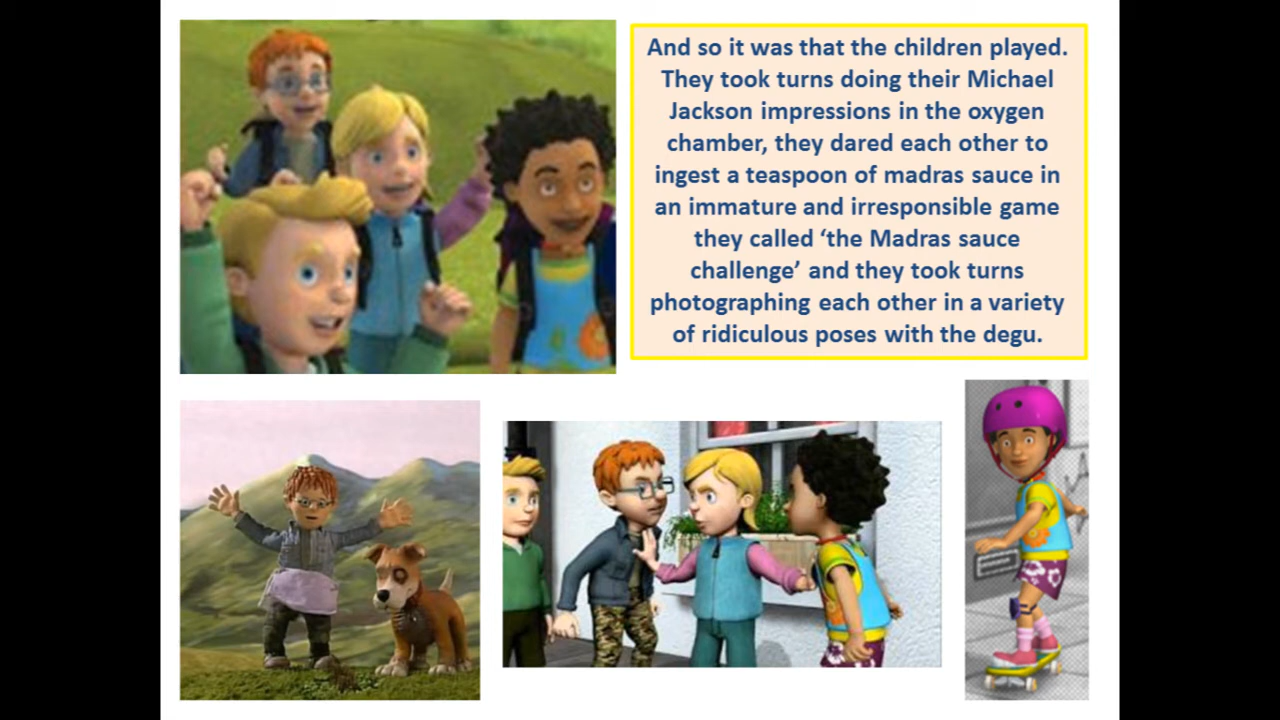 And so it was that the children played.
They took turns doing their Michael
Jackson impressions in the oxygen
chamber, they dared each other to
ingest a teaspoon of madras sauce in
an immature and irresponsible game
they called ‘the Madras sauce
challenge’ and they took turns
photographing each other in a variety
of ridiculous poses with the degu.